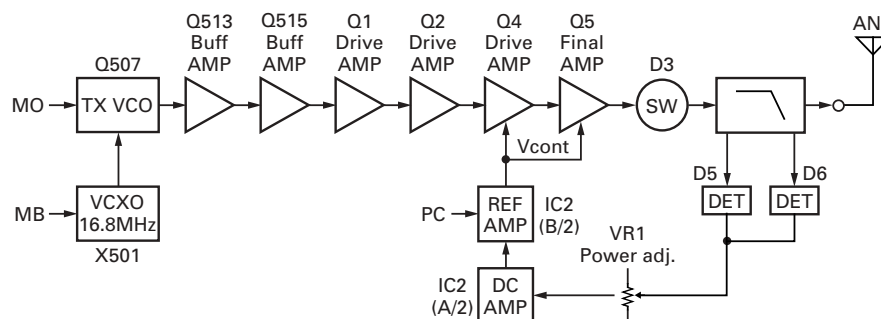 Q513
Buff
AMP
Q515
Buff
AMP
Q1
Drive
AMP
Q2
Drive
AMP
Q4
Drive
AMP
Q5
Final
AMP
AN
Q507
D3
MO
TX VCO
SW
Vcont
D5
D6
MB
VCXO
16.8MHz
X501
PC
REF
AMP
IC2
(B/2)
DET
DET
VR1
Power adj.
IC2
(A/2)
DC
AMP